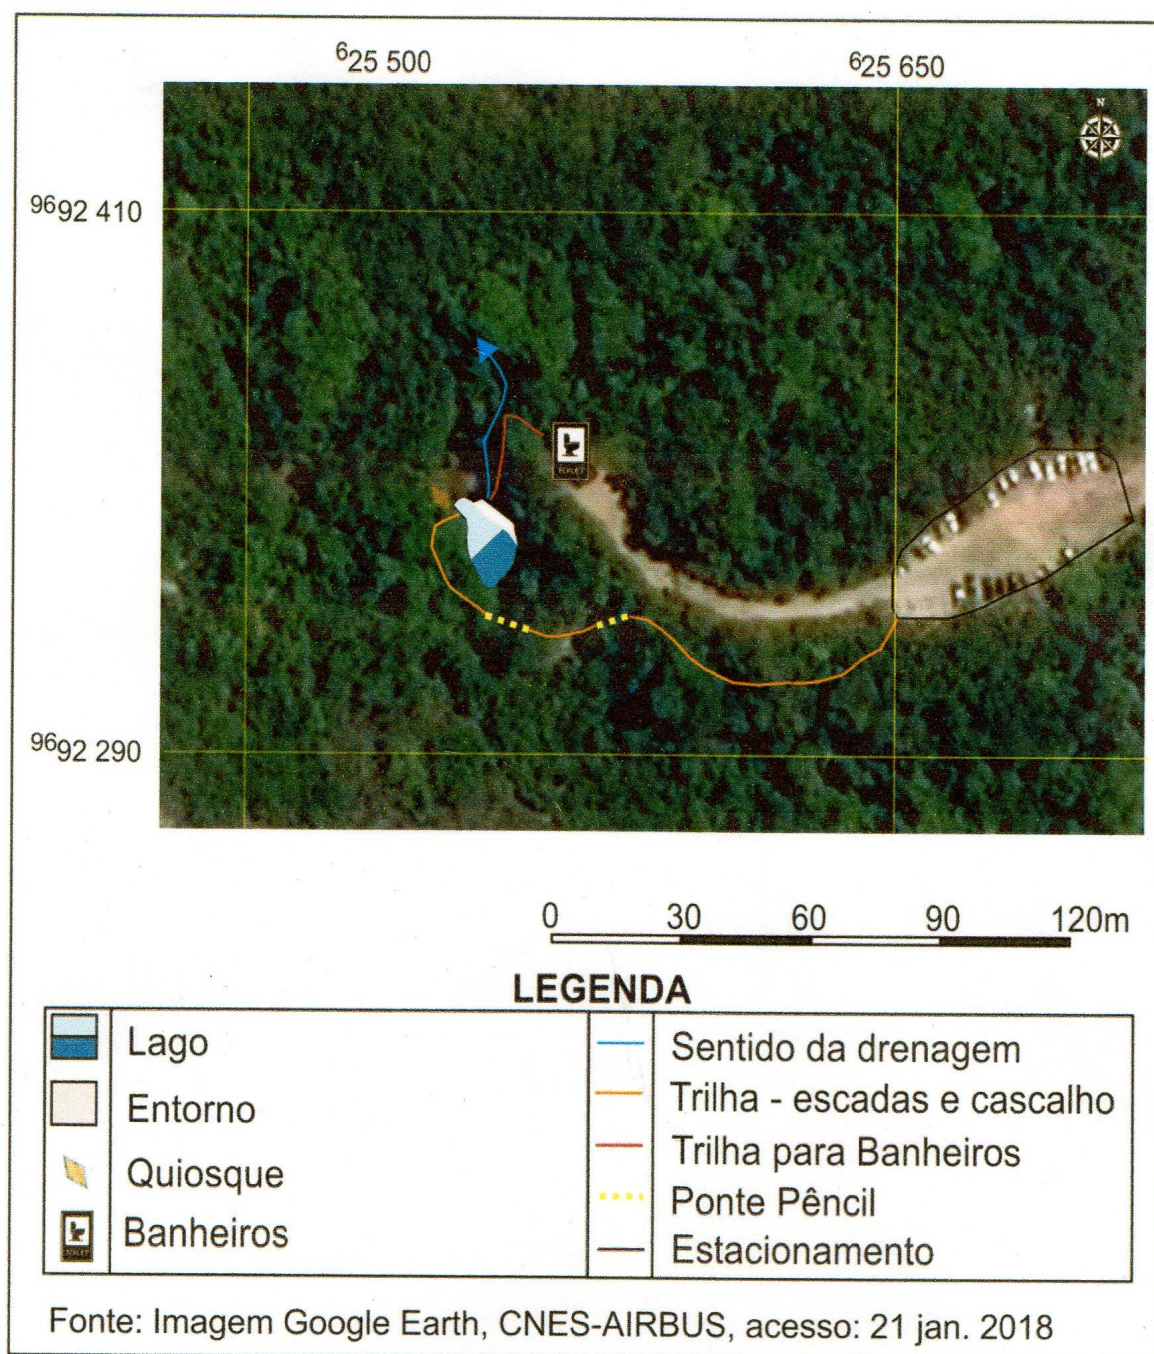 625 500
625 650
N
9692 410
TOILET
9692 290
0 30 60 90 120m
LEGENDA
Lago
Entorno
Quiosque
Banheiros
TOILET
Sentido da drenagem
Trilha - escadas e cascalho
Trilha para Banheiros
Ponte Pêncil
Estacionamento
Fonte: Imagem Google Earth, CNES-AIRBUS, acesso: 21 jan. 2018